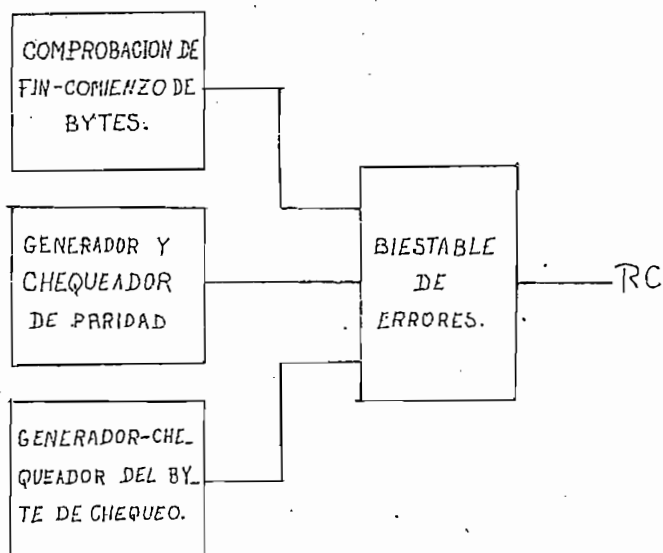 COMPROBACION DE
FIN-COMIENZO DE
BYTES.
GENERADOR Y
CHEQUEADOR
DE PARIDAD
GENERADOR-CHE_
QUEADOR DEL BY_
TE DE CHEQUEO.
BIESTABLE
DE
ERRORES.
RC